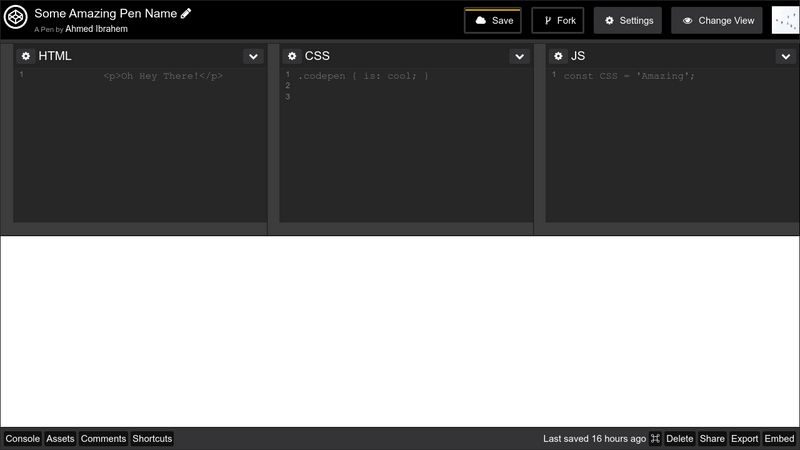 Some Amazing Pen Name
A Pen by Ahmed Ibrahem
Save
Fork
Settings
Change View
HTML
1 <p>Oh Hey There!</p>
CSS
1 .codepen { is: cool; }
2
3
JS
1 const CSS = 'Amazing';
Console Assets Comments Shortcuts
Last saved 16 hours ago ⌘ Delete Share Export Embed